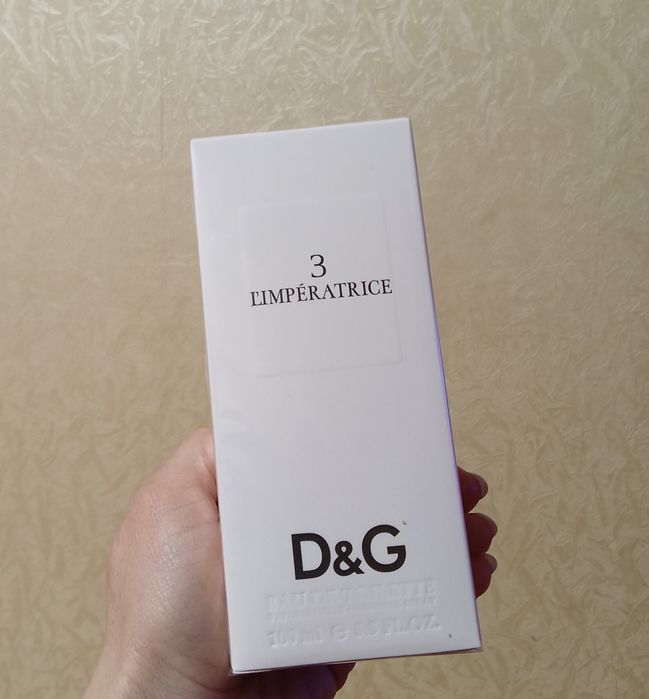 3
L'IMPÉRATRICE
D&G
EAU DE TOILETTE
100 ml ℮ 3.3 FL.OZ.